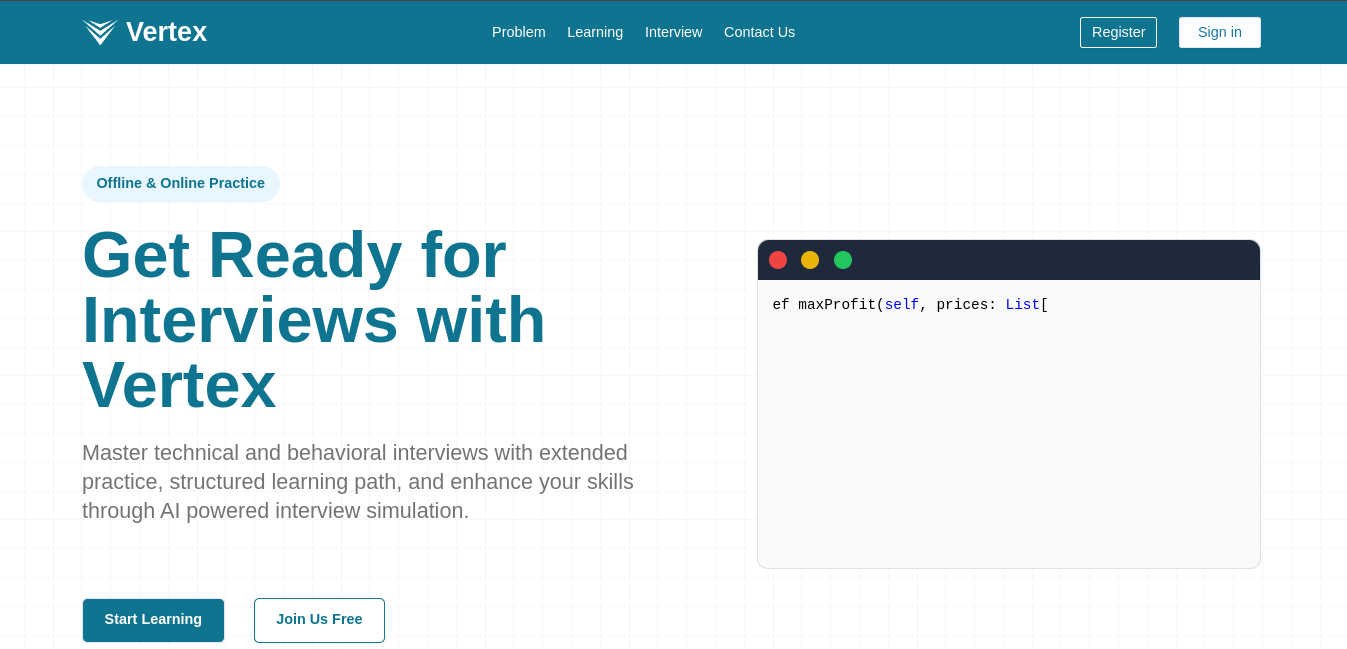 Vertex
Problem Learning Interview Contact Us
Register
Sign in
Offline & Online Practice
Get Ready for
Interviews with
Vertex
Master technical and behavioral interviews with extended
practice, structured learning path, and enhance your skills
through AI powered interview simulation.
Start Learning
Join Us Free
ef maxProfit(self, prices: List[